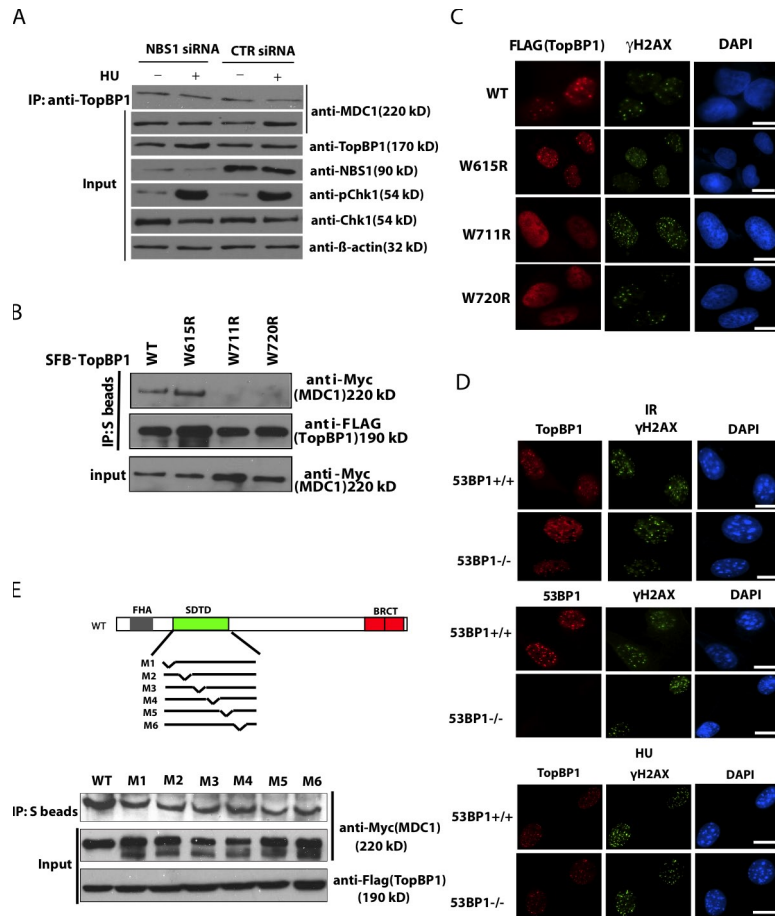 A
NBS1 siRNA CTR siRNA
HU − + − +
IP: anti-TopBP1
anti-MDC1(220 kD)
Input
anti-TopBP1(170 kD)
anti-NBS1(90 kD)
anti-pChk1(54 kD)
anti-Chk1(54 kD)
anti-ß-actin(32 kD)
B
SFB-TopBP1 WT W615R W711R W720R
IP: S beads
anti-Myc
(MDC1)220 kD
anti-FLAG
(TopBP1)190 kD
input
anti-Myc
(MDC1)220 kD
C
FLAG(TopBP1) γH2AX DAPI
WT
W615R
W711R
W720R
D
IR
TopBP1 γH2AX DAPI
53BP1+/+
53BP1-/-
53BP1 γH2AX DAPI
53BP1+/+
53BP1-/-
HU
TopBP1 γH2AX DAPI
53BP1+/+
53BP1-/-
E
FHA SDTD BRCT
WT
M1
M2
M3
M4
M5
M6
WT M1 M2 M3 M4 M5 M6
IP: S beads
Input
anti-Myc(MDC1)
(220 kD)
anti-Flag(TopBP1)
(190 kD)